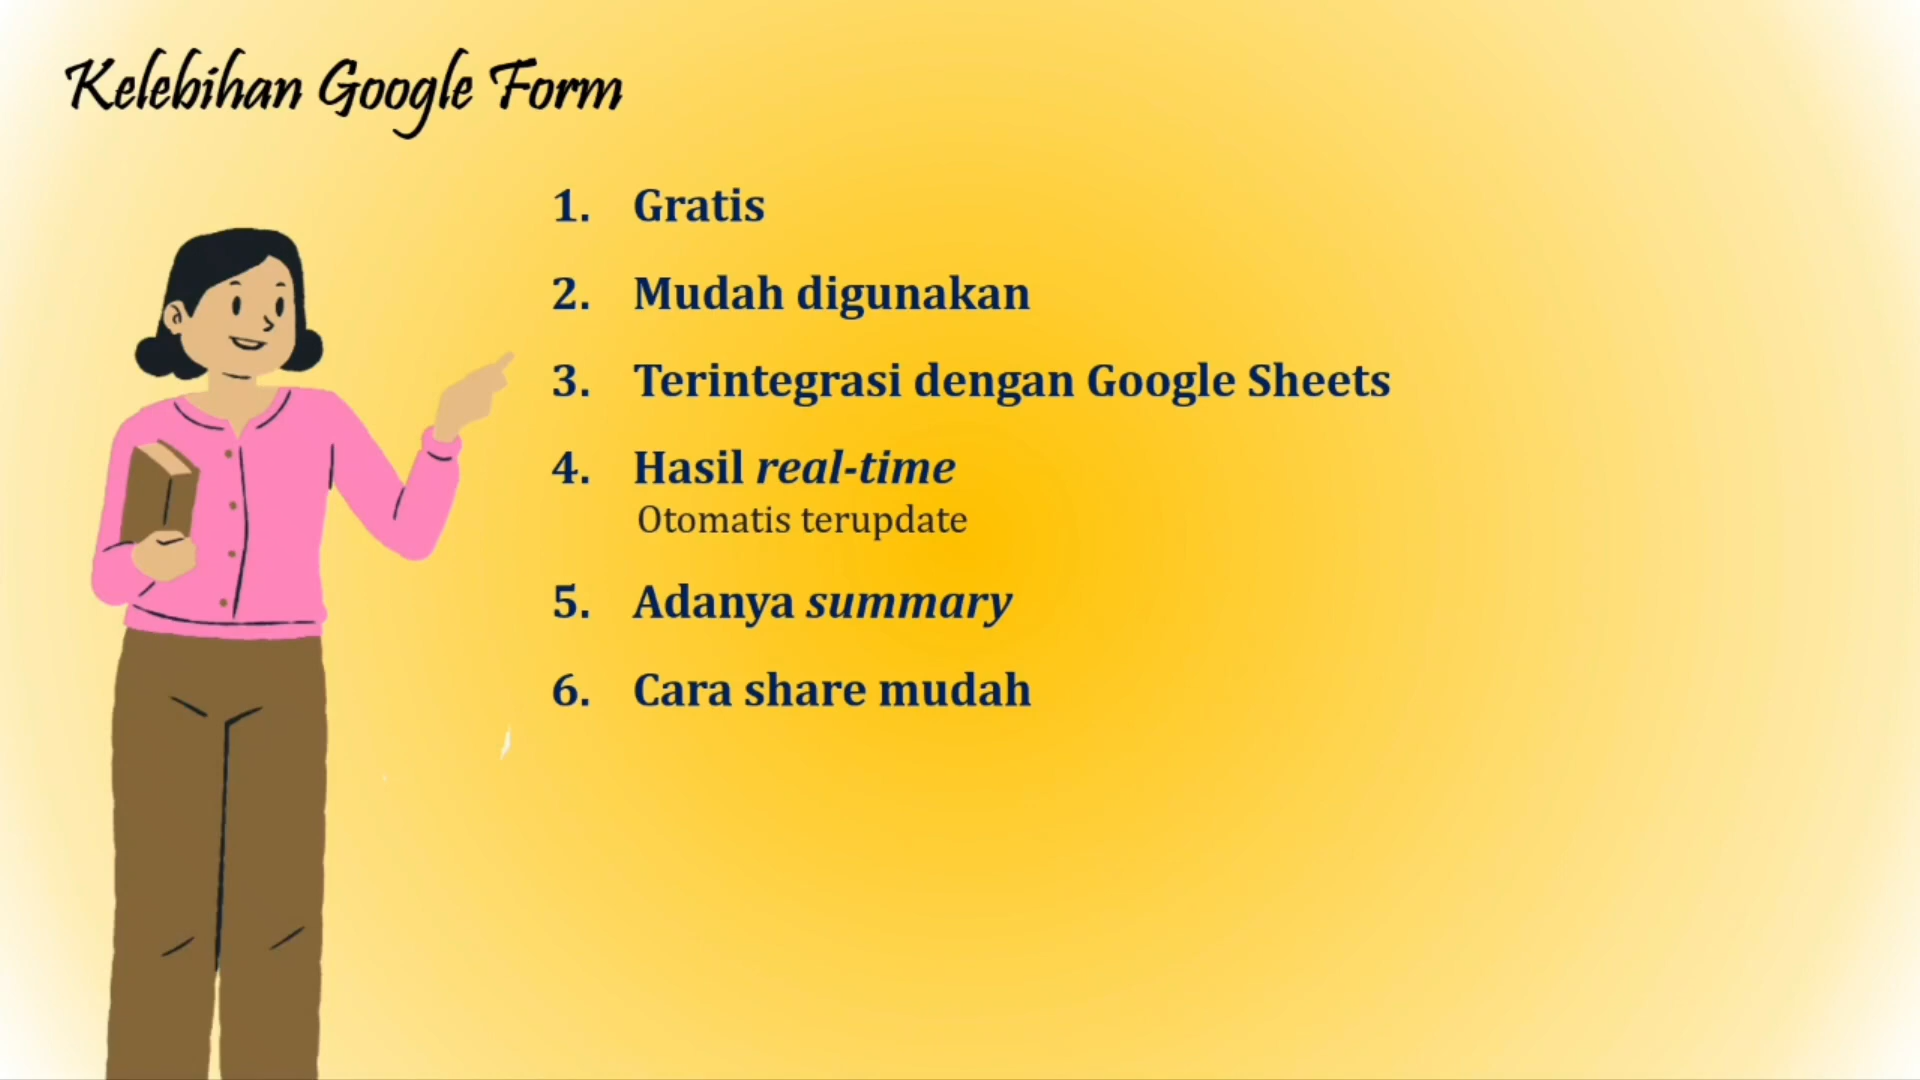 Kelebihan Google Form
1. Gratis
2. Mudah digunakan
3. Terintegrasi dengan Google Sheets
4. Hasil real-time
Otomatis terupdate
5. Adanya summary
6. Cara share mudah